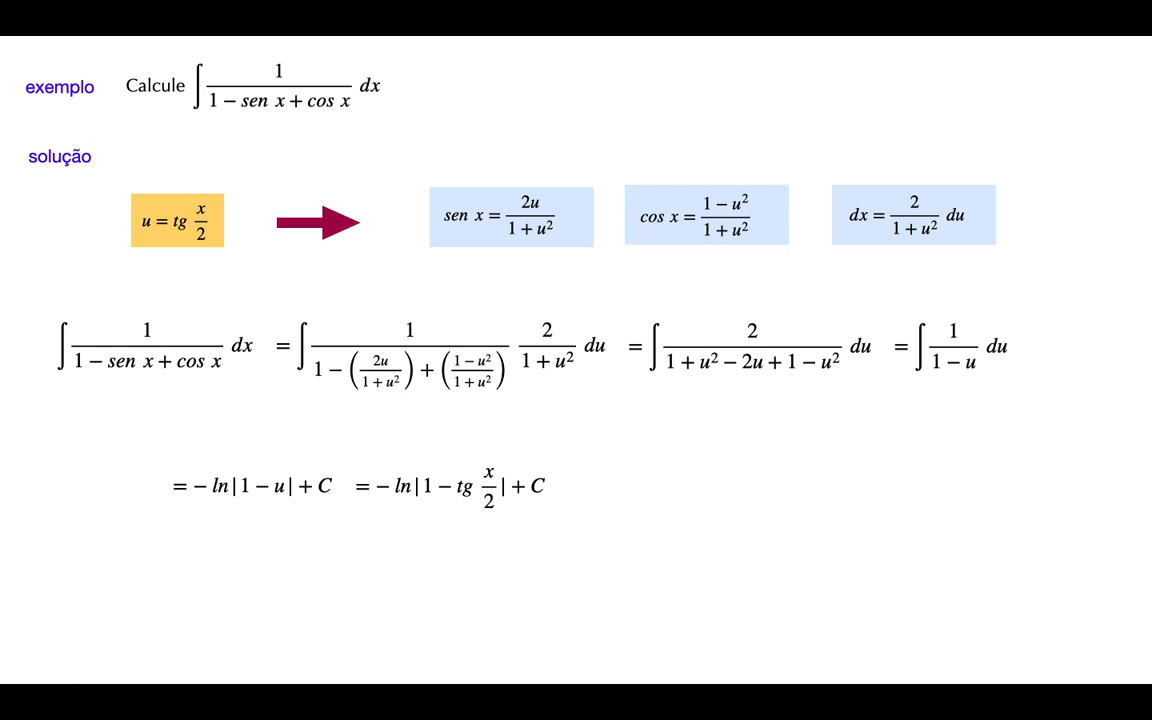 exemplo Calcule ∫ 1/(1 − sen x + cos x) dx
solução
u = tg x/2 sen x = 2u/(1 + u²) cos x = (1 − u²)/(1 + u²) dx = 2/(1 + u²) du
∫ 1/(1 − sen x + cos x) dx = ∫ 1/(1 − (2u/(1 + u²)) + ((1 − u²)/(1 + u²))) 2/(1 + u²) du = ∫ 2/(1 + u² − 2u + 1 − u²) du = ∫ 1/(1 − u) du
= − ln|1 − u| + C = − ln|1 − tg x/2| + C